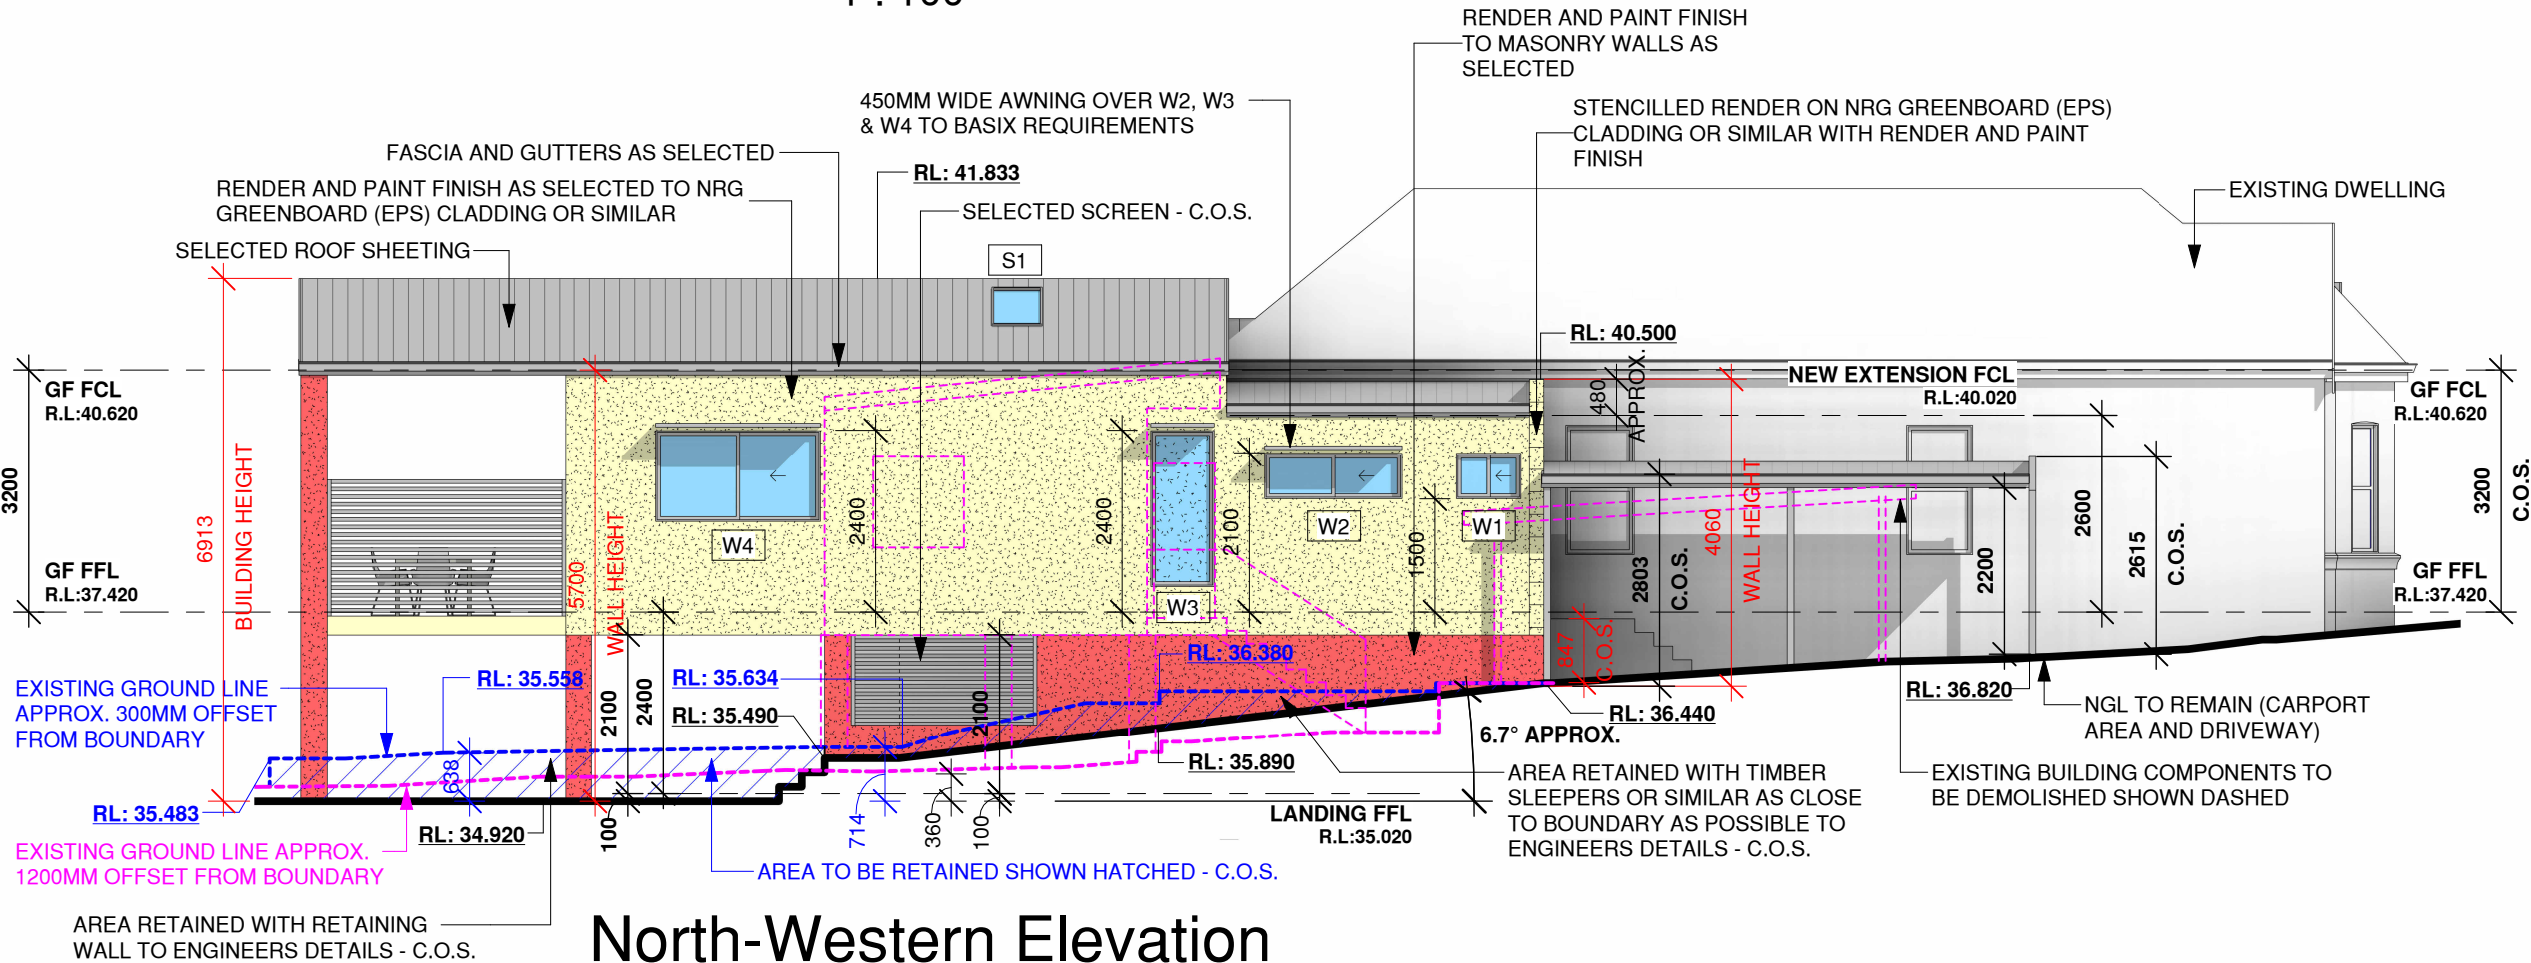 1 : 100
RENDER AND PAINT FINISH
TO MASONRY WALLS AS
SELECTED
450MM WIDE AWNING OVER W2, W3
& W4 TO BASIX REQUIREMENTS
STENCILLED RENDER ON NRG GREENBOARD (EPS)
CLADDING OR SIMILAR WITH RENDER AND PAINT
FINISH
FASCIA AND GUTTERS AS SELECTED
RL: 41.833
RENDER AND PAINT FINISH AS SELECTED TO NRG
GREENBOARD (EPS) CLADDING OR SIMILAR
SELECTED SCREEN - C.O.S.
EXISTING DWELLING
SELECTED ROOF SHEETING
S1
RL: 40.500
GF FCL
R.L:40.620
NEW EXTENSION FCL
R.L:40.020
GF FCL
R.L:40.620
480
APPROX.
3200
6913
BUILDING HEIGHT
5700
WALL HEIGHT
W4
2400
2400
2100
W3
W2
1500
W1
2803
C.O.S.
4060
WALL HEIGHT
2200
2600
2615
C.O.S.
3200
C.O.S.
GF FFL
R.L:37.420
GF FFL
R.L:37.420
847
C.O.S.
EXISTING GROUND LINE
APPROX. 300MM OFFSET
FROM BOUNDARY
RL: 35.558
2100
2400
RL: 35.634
RL: 35.490
2100
RL: 36.380
RL: 36.440
RL: 36.820
NGL TO REMAIN (CARPORT
AREA AND DRIVEWAY)
6.7° APPROX.
RL: 35.890
638
RL: 35.483
RL: 34.920
100
714
360
100
LANDING FFL
R.L:35.020
AREA RETAINED WITH TIMBER
SLEEPERS OR SIMILAR AS CLOSE
TO BOUNDARY AS POSSIBLE TO
ENGINEERS DETAILS - C.O.S.
EXISTING BUILDING COMPONENTS TO
BE DEMOLISHED SHOWN DASHED
EXISTING GROUND LINE APPROX.
1200MM OFFSET FROM BOUNDARY
AREA TO BE RETAINED SHOWN HATCHED - C.O.S.
AREA RETAINED WITH RETAINING
WALL TO ENGINEERS DETAILS - C.O.S.
North-Western Elevation